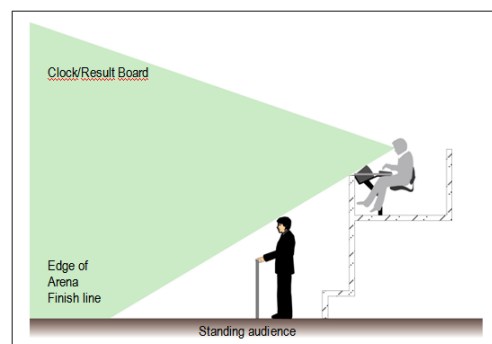 Clock/Result Board
Edge of
Arena
Finish line
Standing audience